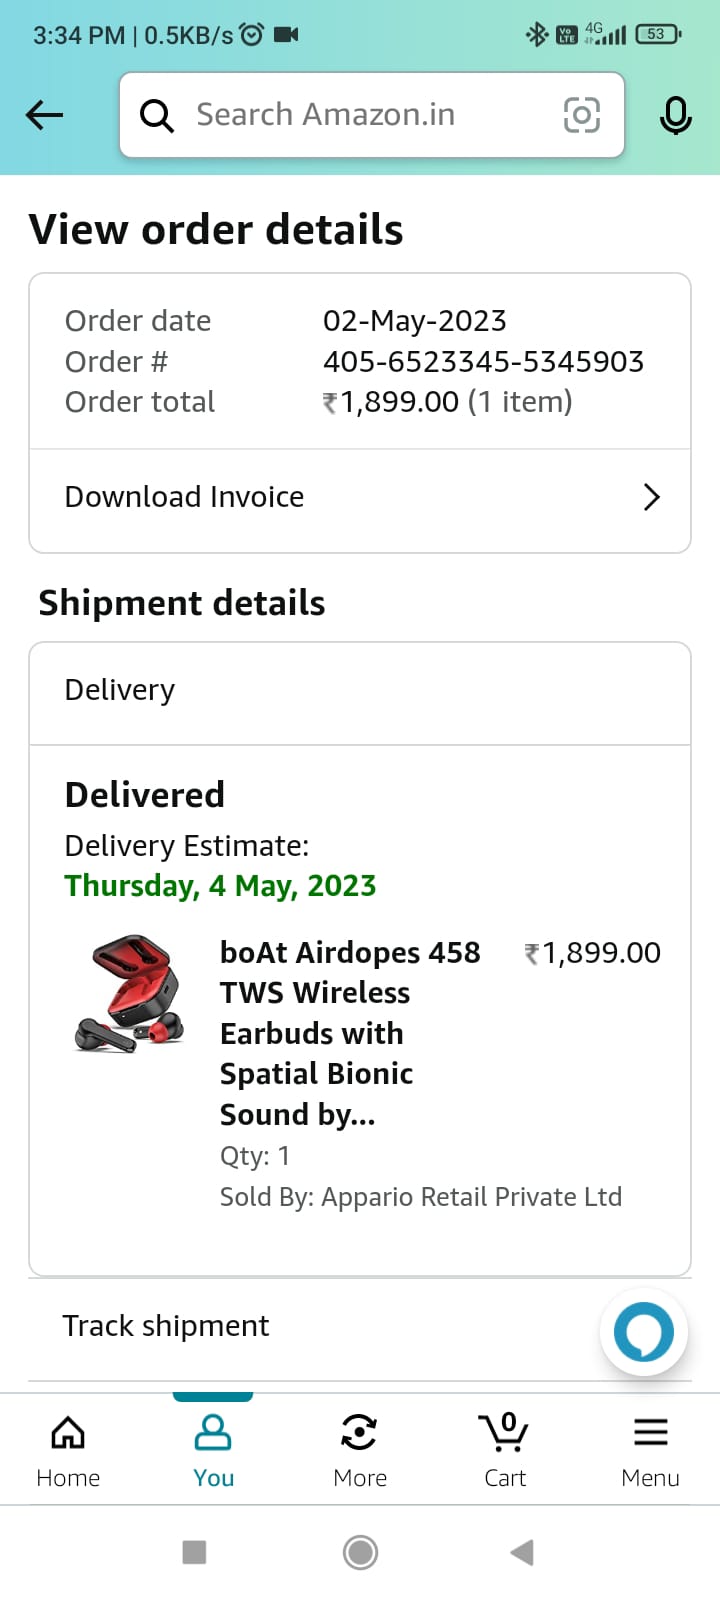 3:34 PM | 0.5KB/s
Vo LTE 4G 53
Search Amazon.in
View order details
Order date 02-May-2023
Order # 405-6523345-5345903
Order total ₹1,899.00 (1 item)
Download Invoice
Shipment details
Delivery
Delivered
Delivery Estimate:
Thursday, 4 May, 2023
boAt Airdopes 458 ₹1,899.00
TWS Wireless
Earbuds with
Spatial Bionic
Sound by...
Qty: 1
Sold By: Appario Retail Private Ltd
Track shipment
0
Home You More Cart Menu